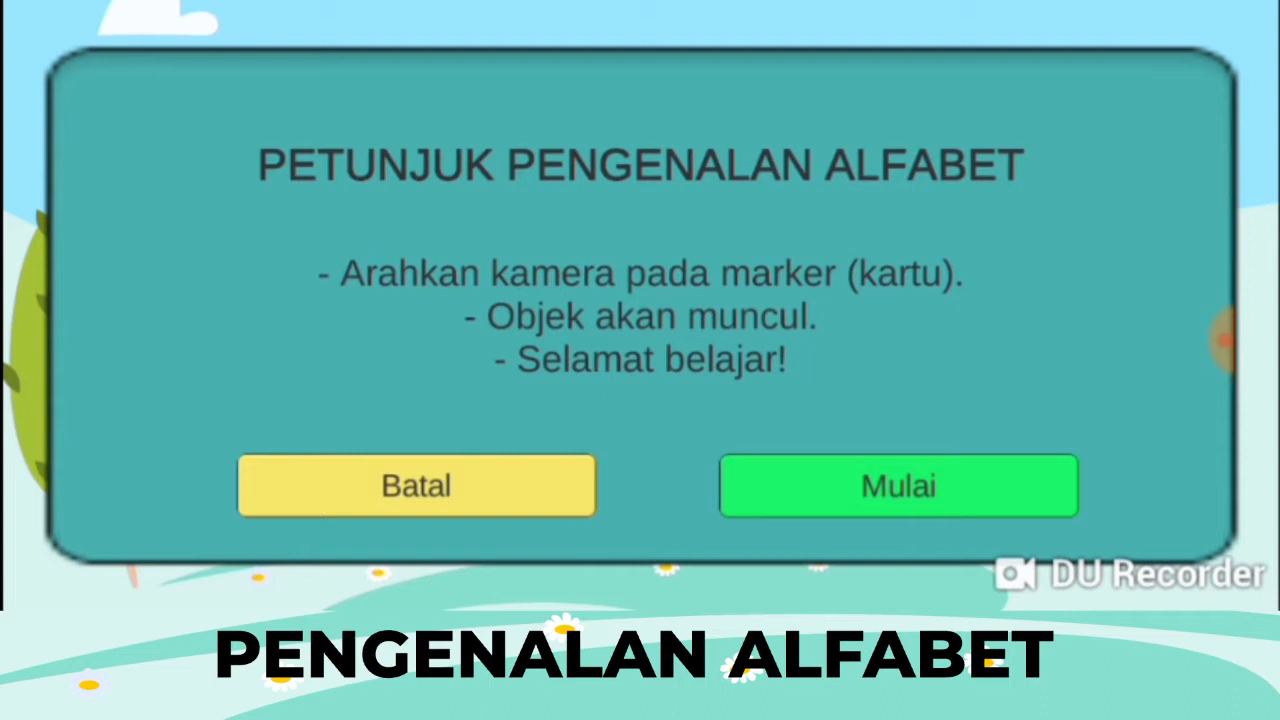 PETUNJUK PENGENALAN ALFABET
- Arahkan kamera pada marker (kartu).
- Objek akan muncul.
- Selamat belajar!
Batal
Mulai
DU Recorder
PENGENALAN ALFABET